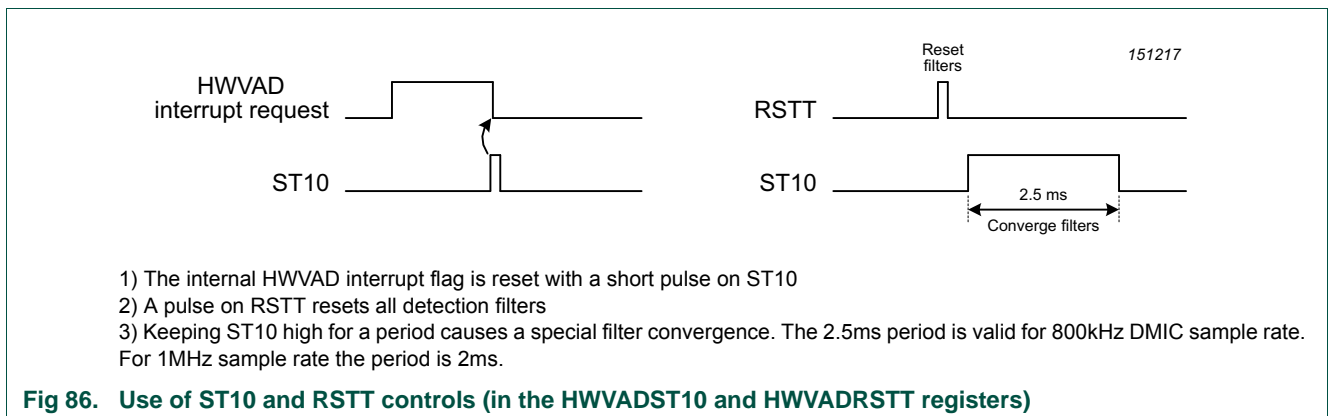 HWVAD
interrupt request
ST10
Reset
filters
151217
RSTT
ST10
2.5 ms
Converge filters
1) The internal HWVAD interrupt flag is reset with a short pulse on ST10
2) A pulse on RSTT resets all detection filters
3) Keeping ST10 high for a period causes a special filter convergence. The 2.5ms period is valid for 800kHz DMIC sample rate.
For 1MHz sample rate the period is 2ms.
Fig 86. Use of ST10 and RSTT controls (in the HWVADST10 and HWVADRSTT registers)